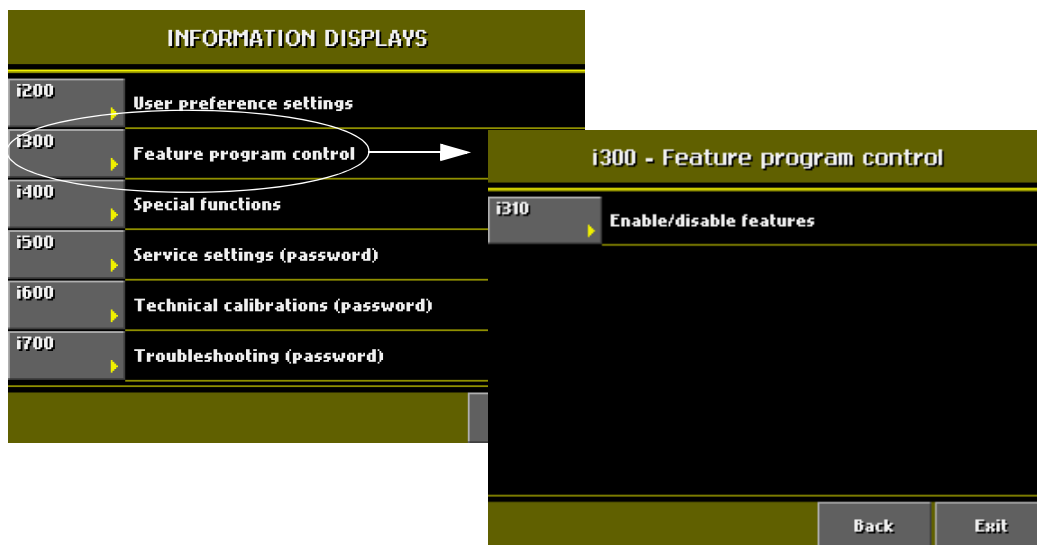 INFORMATION DISPLAYS
i200
User preference settings
i300
Feature program control
i400
Special functions
i500
Service settings (password)
i600
Technical calibrations (password)
i700
Troubleshooting (password)
i300 - Feature program control
i310
Enable/disable features
Back
Exit